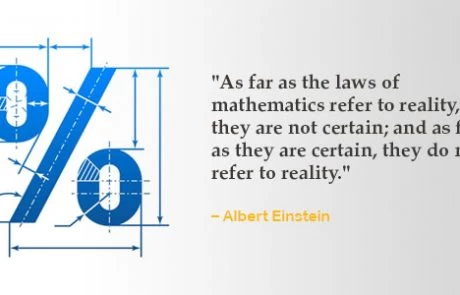 "As far as the laws of
mathematics refer to reality,
they are not certain; and as f
as they are certain, they do n
refer to reality."
– Albert Einstein